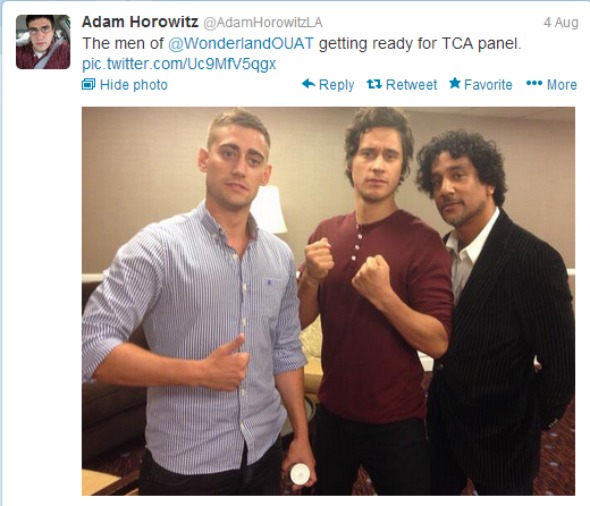 Adam Horowitz @AdamHorowitzLA 4 Aug
The men of @WonderlandOUAT getting ready for TCA panel.
pic.twitter.com/Uc9MfV5qgx
Hide photo Reply Retweet Favorite More